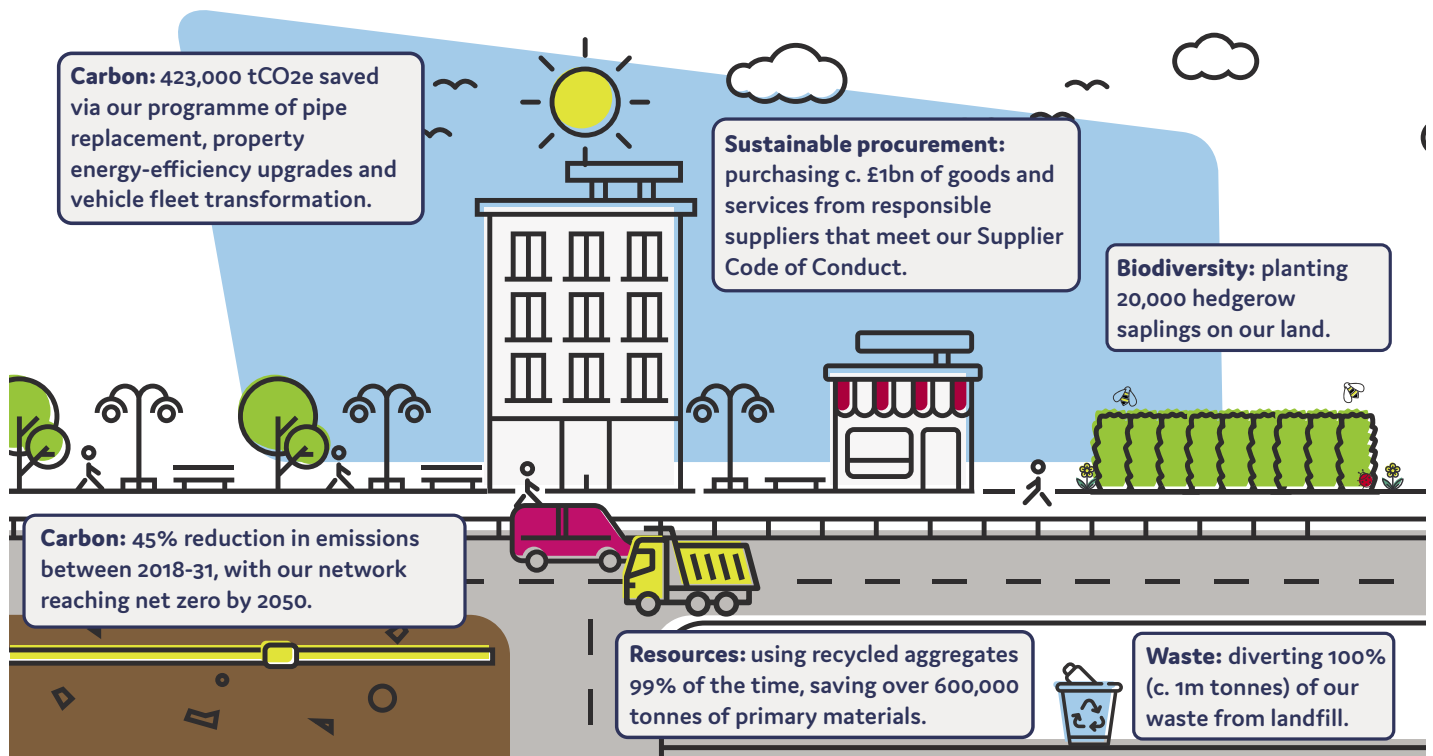 Carbon: 423,000 tCO2e saved
via our programme of pipe
replacement, property
energy-efficiency upgrades and
vehicle fleet transformation.
Sustainable procurement:
purchasing c. £1bn of goods and
services from responsible
suppliers that meet our Supplier
Code of Conduct.
Biodiversity: planting
20,000 hedgerow
saplings on our land.
Carbon: 45% reduction in emissions
between 2018-31, with our network
reaching net zero by 2050.
Resources: using recycled aggregates
99% of the time, saving over 600,000
tonnes of primary materials.
Waste: diverting 100%
(c. 1m tonnes) of our
waste from landfill.